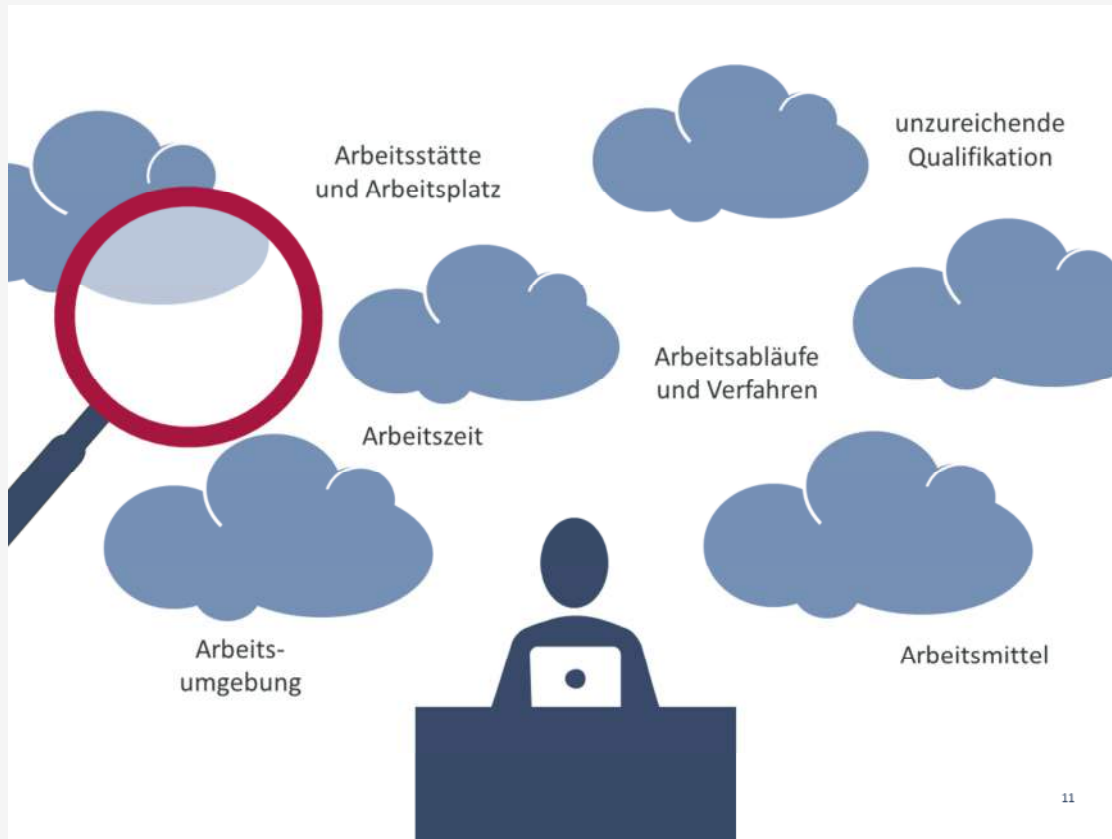 Arbeitsstätte
und Arbeitsplatz
unzureichende
Qualifikation
Arbeitsabläufe
und Verfahren
Arbeitszeit
Arbeits-
umgebung
Arbeitsmittel
11